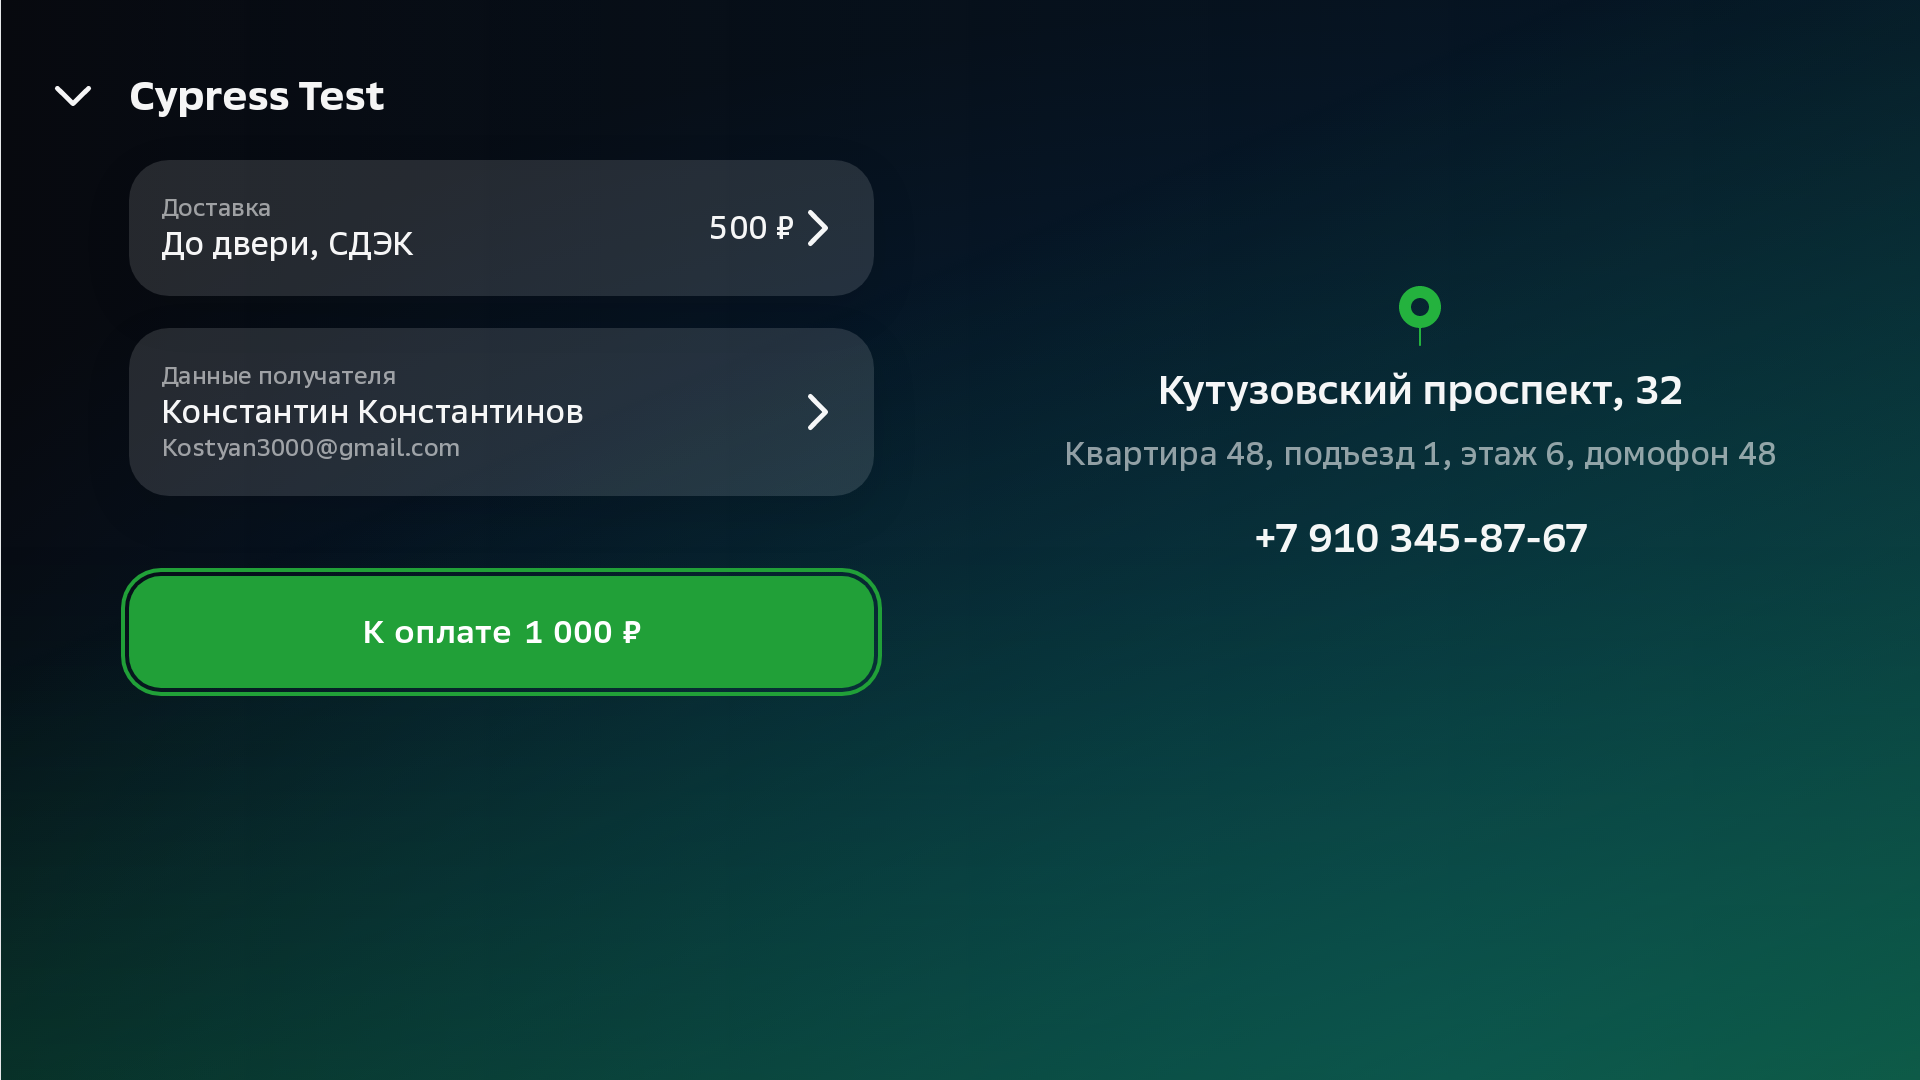 Cypress Test
Доставка
До двери, СДЭК
500 ₽
Данные получателя
Константин Константинов
Kostyan3000@gmail.com
К оплате 1 000 ₽
Кутузовский проспект, 32
Квартира 48, подъезд 1, этаж 6, домофон 48
+7 910 345-87-67